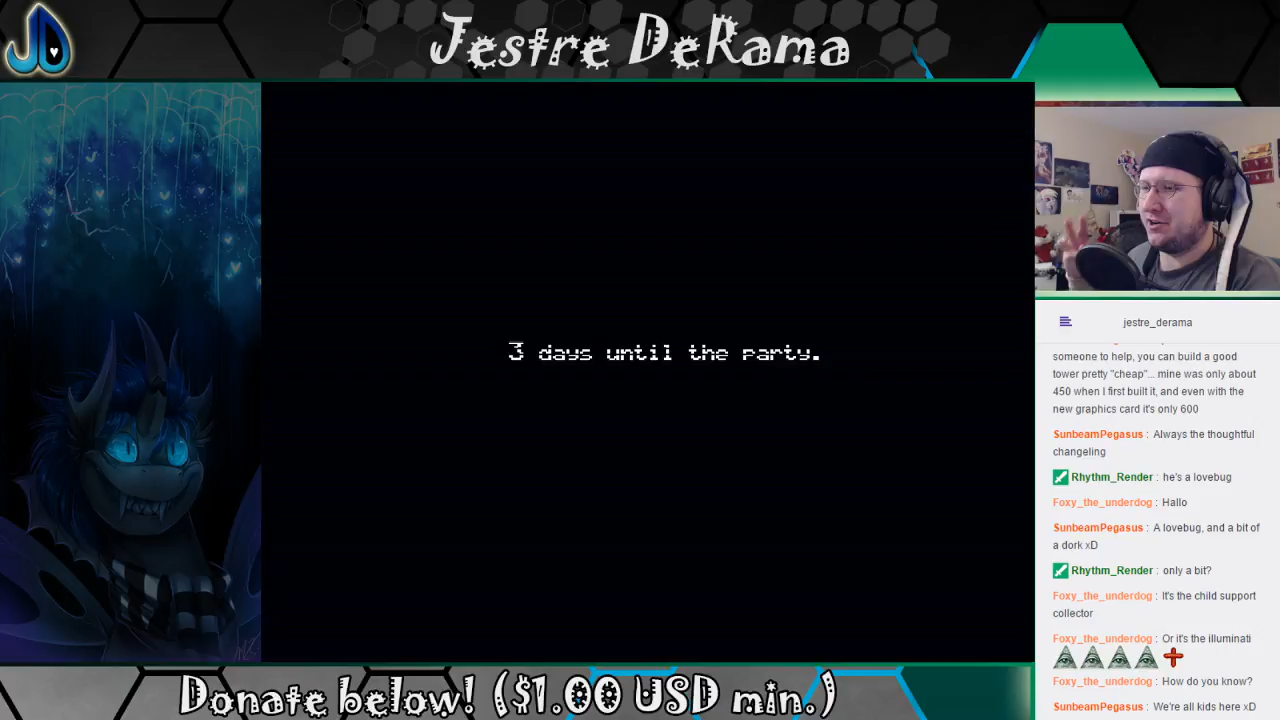 JD
Jestre DeRama
3 days until the party.
jestre_derama
someone to help, you can build a good
tower pretty "cheap"... mine was only about
450 when I first built it, and even with the
new graphics card it's only 600
SunbeamPegasus : Always the thoughtful
changeling
Rhythm_Render : he's a lovebug
Foxy_the_underdog : Hallo
SunbeamPegasus : A lovebug, and a bit of
a dork xD
Rhythm_Render : only a bit?
Foxy_the_underdog : It's the child support
collector
Foxy_the_underdog : Or it's the illuminati
Foxy_the_underdog : How do you know?
SunbeamPegasus : We're all kids here xD
Donate below! ($1.00 USD min.)